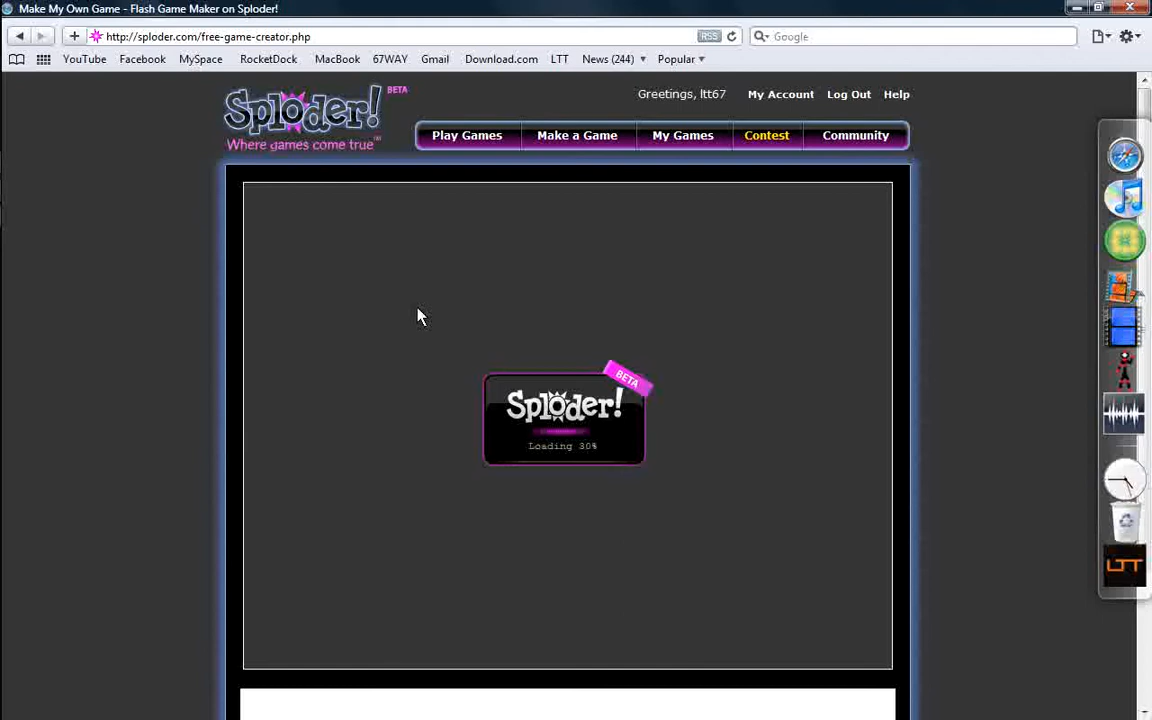 Make My Own Game - Flash Game Maker on Sploder!
http://sploder.com/free-game-creator.php
RSS
Google
YouTube
Facebook
MySpace
RocketDock
MacBook
67WAY
Gmail
Download.com
LTT
News (244)
Popular
Sploder!
BETA
Where games come true™
Greetings, ltt67
My Account
Log Out
Help
Play Games
Make a Game
My Games
Contest
Community
BETA
Sploder!
Loading 30%
LTT